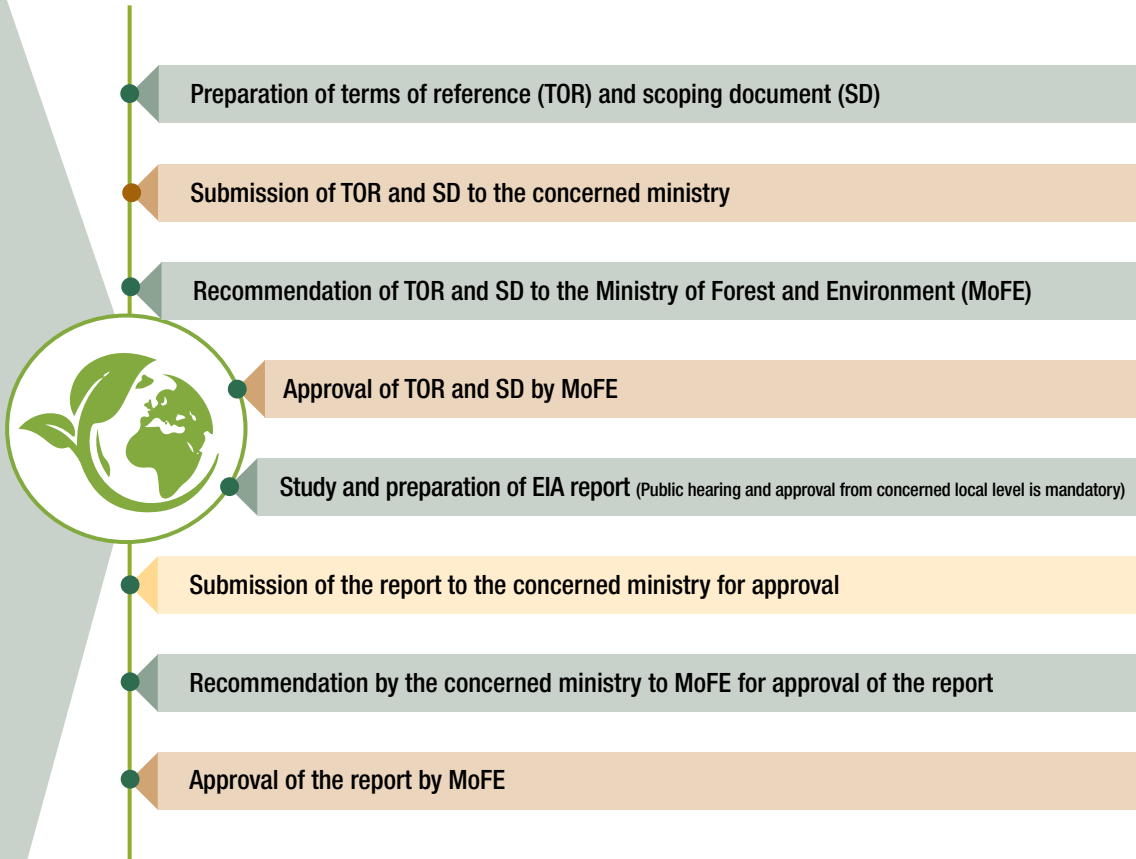 Preparation of terms of reference (TOR) and scoping document (SD)
Submission of TOR and SD to the concerned ministry
Recommendation of TOR and SD to the Ministry of Forest and Environment (MoFE)
Approval of TOR and SD by MoFE
Study and preparation of EIA report (Public hearing and approval from concerned local level is mandatory)
Submission of the report to the concerned ministry for approval
Recommendation by the concerned ministry to MoFE for approval of the report
Approval of the report by MoFE